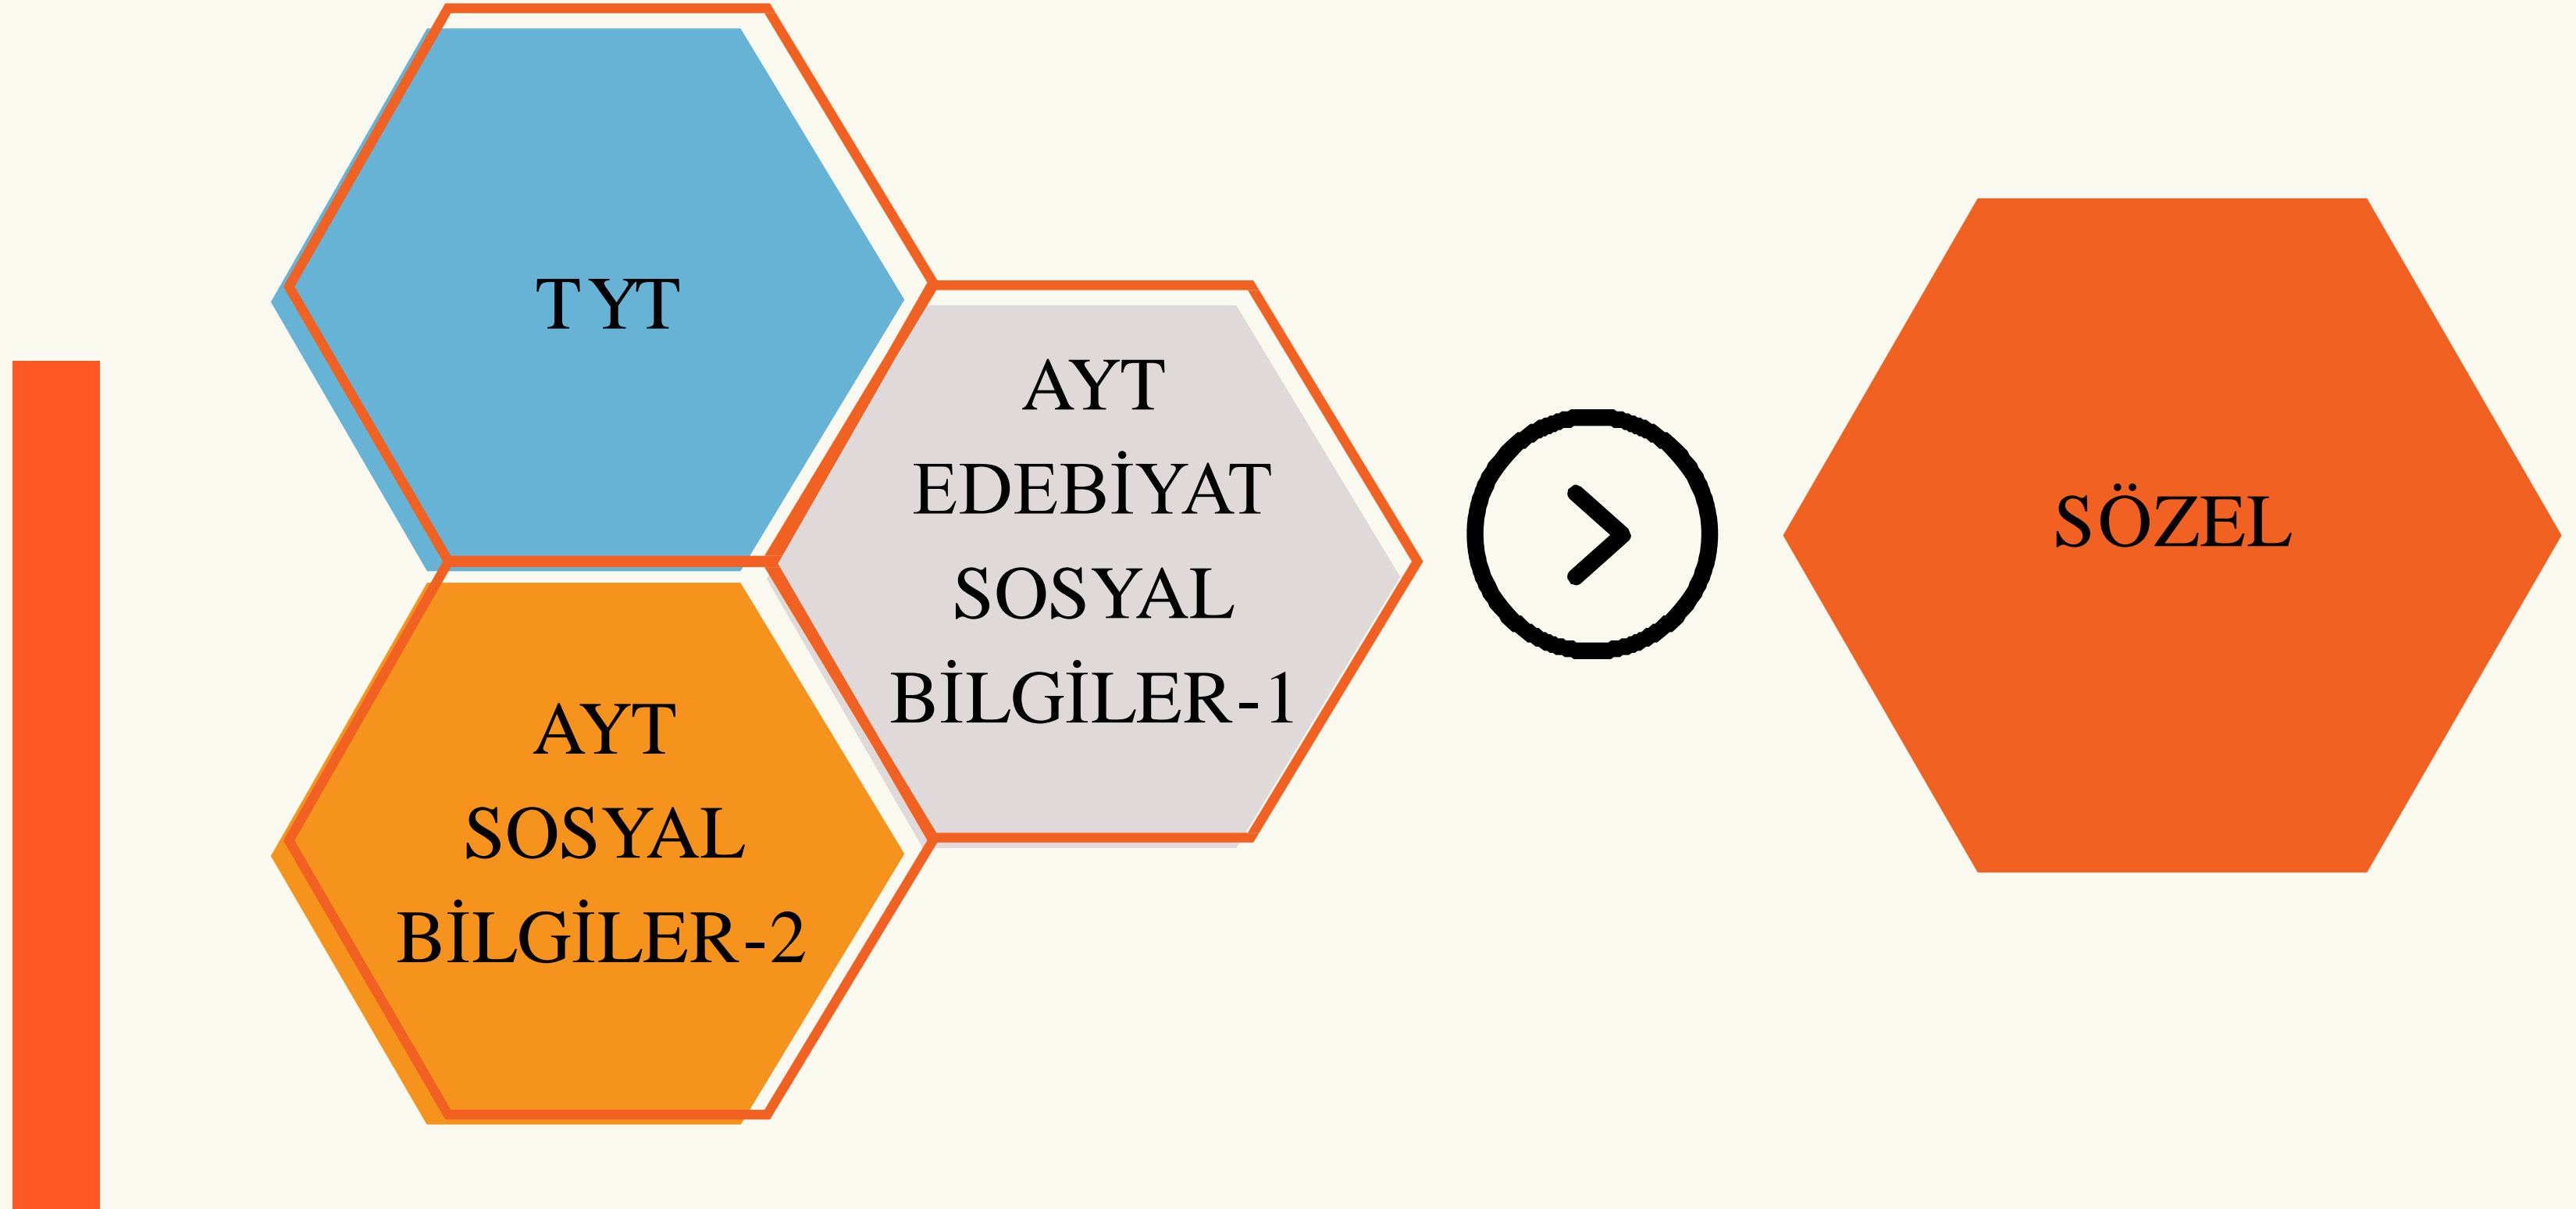 TYT
AYT
EDEBİYAT
SOSYAL
BİLGİLER-1
AYT
SOSYAL
BİLGİLER-2
SÖZEL